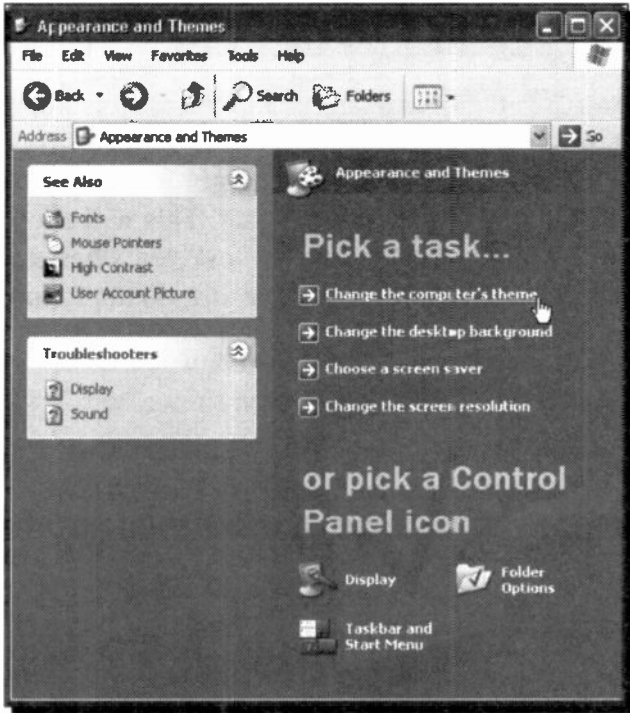 Appearance and Themes
File Edit View Favorites Tools Help
Back Search Folders
Address Appearance and Themes Go
See Also
Fonts
Mouse Pointers
High Contrast
User Account Picture
Troubleshooters
Display
Sound
Appearance and Themes
Pick a task...
Change the computer's theme
Change the desktop background
Choose a screen saver
Change the screen resolution
or pick a Control
Panel icon
Display
Folder
Options
Taskbar and
Start Menu